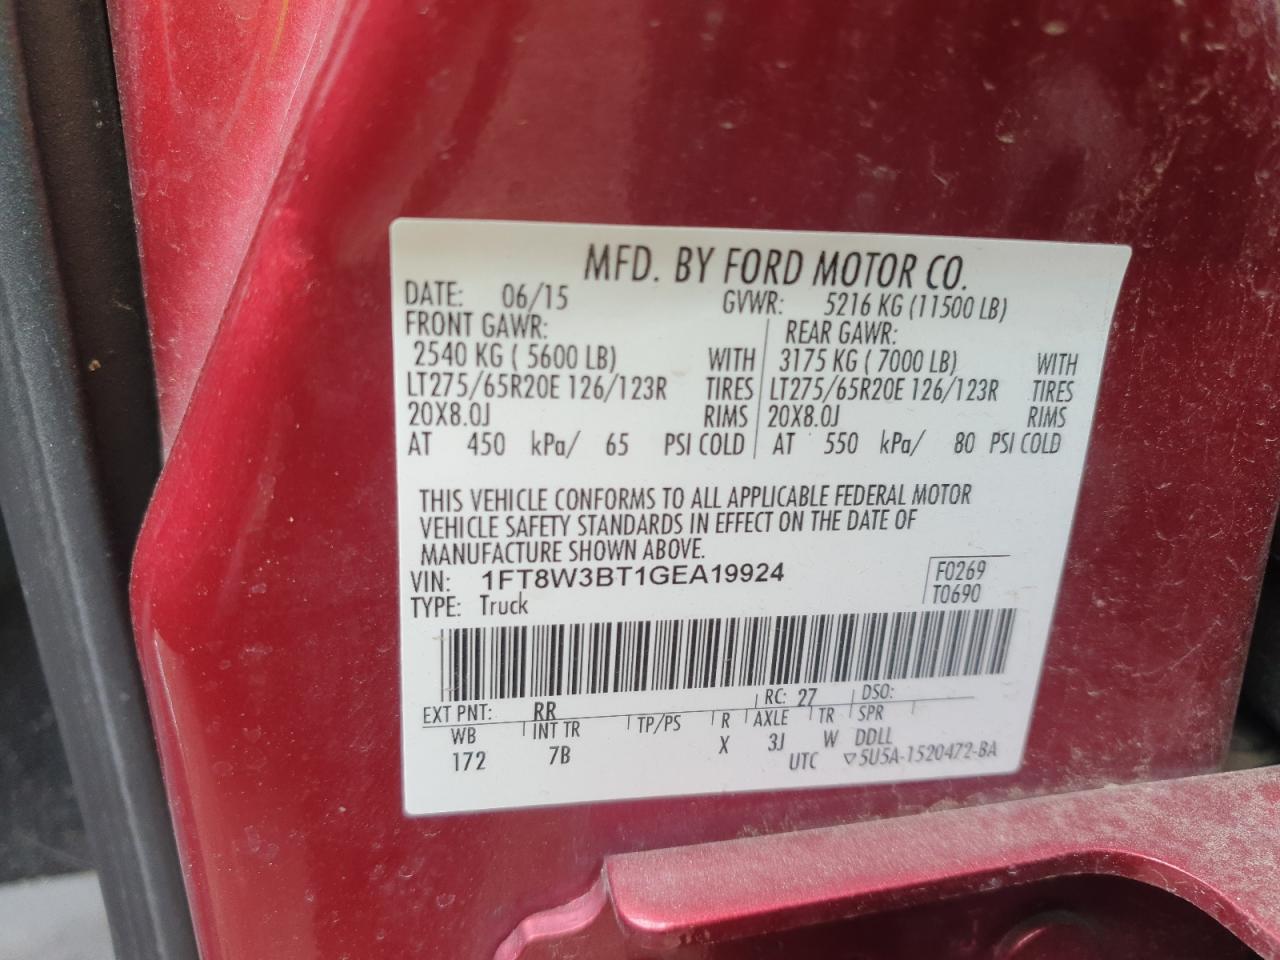 MFD. BY FORD MOTOR CO.
DATE: 06/15 GVWR: 5216 KG (11500 LB)
FRONT GAWR: REAR GAWR:
2540 KG ( 5600 LB) WITH 3175 KG ( 7000 LB) WITH
LT275/65R20E 126/123R TIRES LT275/65R20E 126/123R TIRES
20X8.0J RIMS 20X8.0J RIMS
AT 450 kPa/ 65 PSI COLD AT 550 kPa/ 80 PSI COLD
THIS VEHICLE CONFORMS TO ALL APPLICABLE FEDERAL MOTOR
VEHICLE SAFETY STANDARDS IN EFFECT ON THE DATE OF
MANUFACTURE SHOWN ABOVE.
VIN: 1FT8W3BT1GEA19924 F0269
TYPE: Truck T0690
EXT PNT: RR RC: 27 DSO:
WB INT TR TP/PS R AXLE TR SPR
172 7B X 3J W DDLL
UTC ▽5U5A-1520472-BA